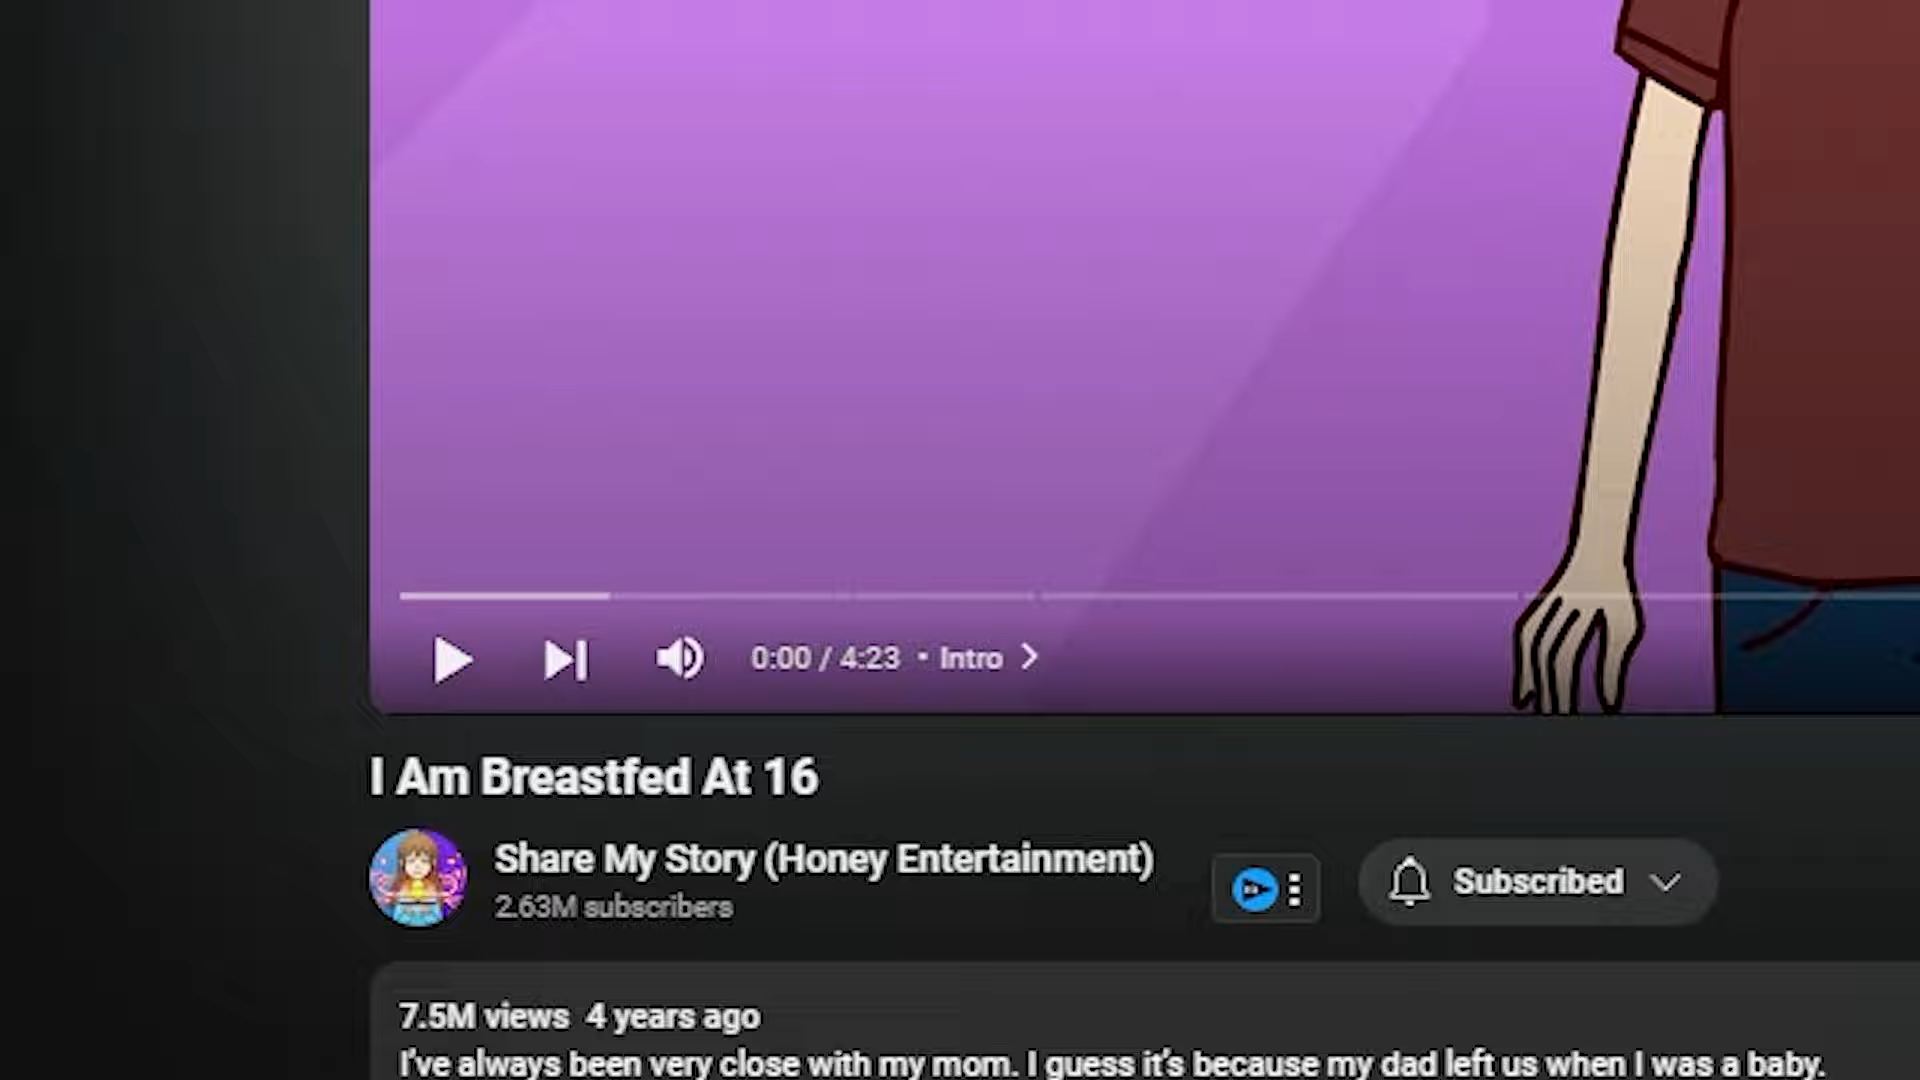 0:00 / 4:23 • Intro >
I Am Breastfed At 16
Share My Story (Honey Entertainment)
2.63M subscribers
Subscribed
7.5M views 4 years ago
I've always been very close with my mom. I guess it's because my dad left us when I was a baby.